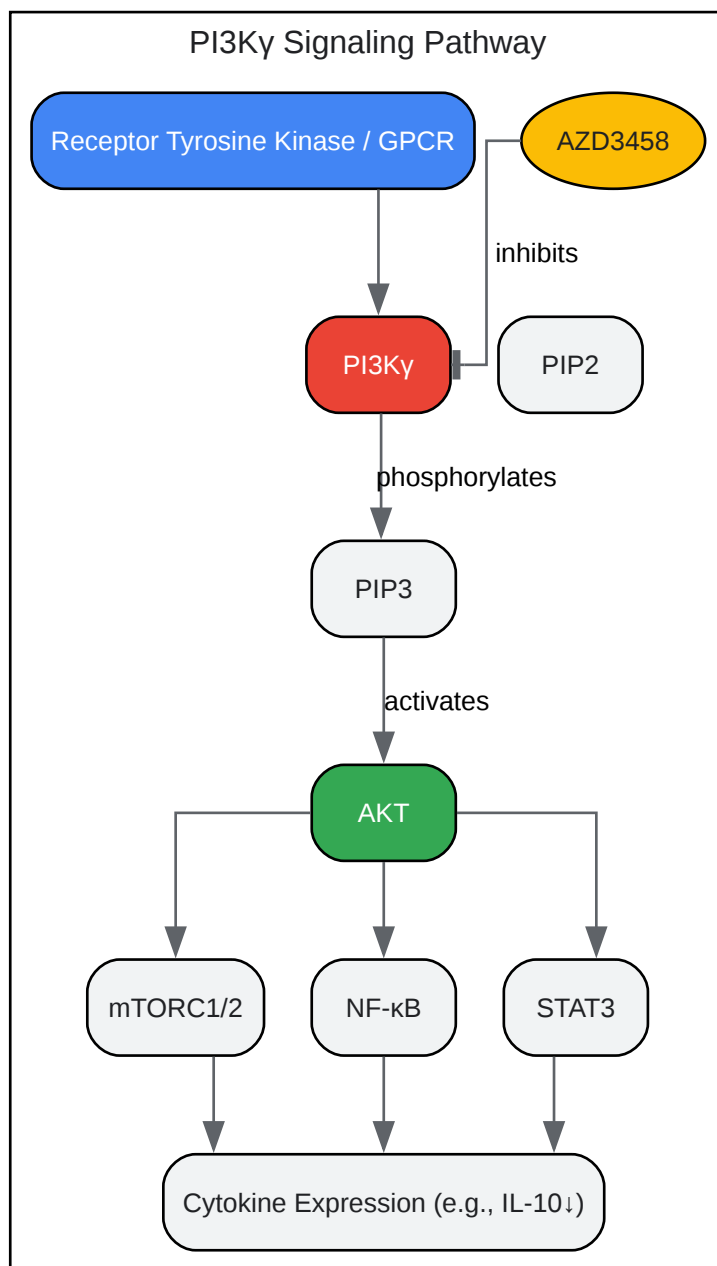 PI3Kγ Signaling Pathway
Receptor Tyrosine Kinase / GPCR
AZD3458
inhibits
PI3Kγ
PIP2
phosphorylates
PIP3
activates
AKT
mTORC1/2
NF-κB
STAT3
Cytokine Expression (e.g., IL-10↓)